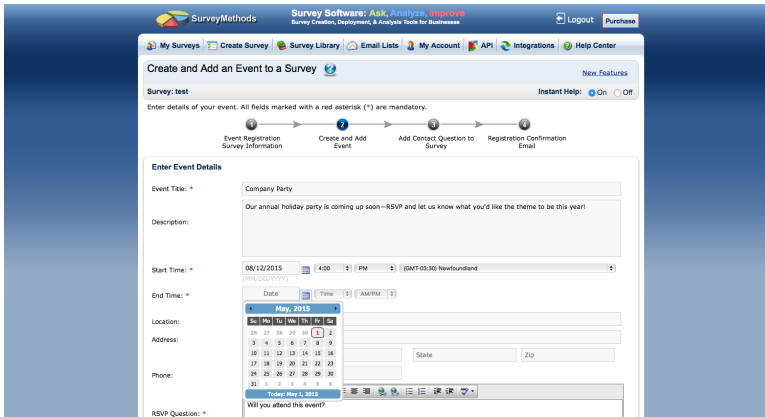 SurveyMethods
Survey Software: Ask, Analyze, Improve
Survey Creation, Deployment, & Analysis Tools for Businesses
Logout
Purchase
My Surveys
Create Survey
Survey Library
Email Lists
My Account
API
Integrations
Help Center
Create and Add an Event to a Survey
New Features
Survey: test
Instant Help:
On
Off
Enter details of your event. All fields marked with a red asterisk (*) are mandatory.
1
2
3
4
Event Registration
Survey Information
Create and Add
Event
Add Contact Question to
Survey
Registration Confirmation
Email
Enter Event Details
Event Title: *
Company Party
Description:
Our annual holiday party is coming up soon—RSVP and let us know what you'd like the theme to be this year!
Start Time: *
08/12/2015
4:00
PM
(GMT-03:30) Newfoundland
(MM/DD/YYYY)
End Time: *
Date
Time
AM/PM
May, 2015
Su Mo Tu We Th Fr Sa
26 27 28 29 30 1 2
3 4 5 6 7 8 9
10 11 12 13 14 15 16
17 18 19 20 21 22 23
24 25 26 27 28 29 30
31 1 2 3 4 5 6
Today: May 1, 2015
Location:
Address:
State
Zip
Phone:
RSVP Question: *
Will you attend this event?